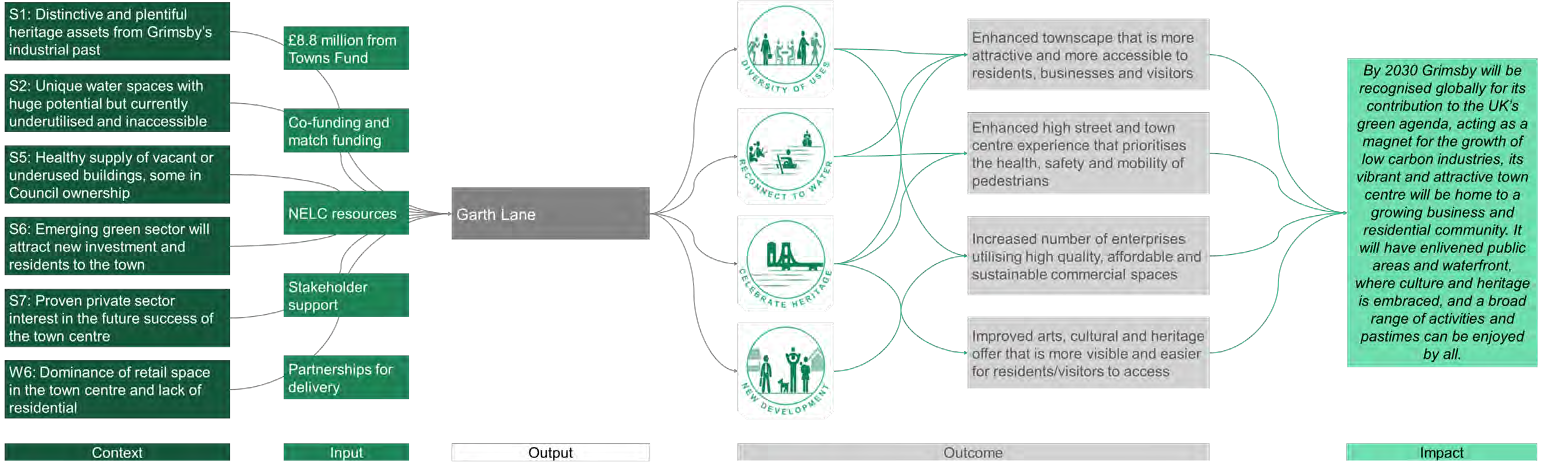 S1: Distinctive and plentiful
heritage assets from Grimsby's
industrial past
S2: Unique water spaces with
huge potential but currently
underutilised and inaccessible
S5: Healthy supply of vacant or
underused buildings, some in
Council ownership
S6: Emerging green sector will
attract new investment and
residents to the town
S7: Proven private sector
interest in the future success of
the town centre
W6: Dominance of retail space
in the town centre and lack of
residential
Context
£8.8 million from
Towns Fund
Co-funding and
match funding
NELC resources
Stakeholder
support
Partnerships for
delivery
Input
Garth Lane
Output
DIVERSITY OF USES
RECONNECT TO WATER
CELEBRATE HERITAGE
NEW DEVELOPMENT
Enhanced townscape that is more
attractive and more accessible to
residents, businesses and visitors
Enhanced high street and town
centre experience that prioritises
the health, safety and mobility of
pedestrians
Increased number of enterprises
utilising high quality, affordable and
sustainable commercial spaces
Improved arts, cultural and heritage
offer that is more visible and easier
for residents/visitors to access
Outcome
By 2030 Grimsby will be
recognised globally for its
contribution to the UK's
green agenda, acting as a
magnet for the growth of
low carbon industries, its
vibrant and attractive town
centre will be home to a
growing business and
residential community. It
will have enlivened public
areas and waterfront,
where culture and heritage
is embraced, and a broad
range of activities and
pastimes can be enjoyed
by all.
Impact